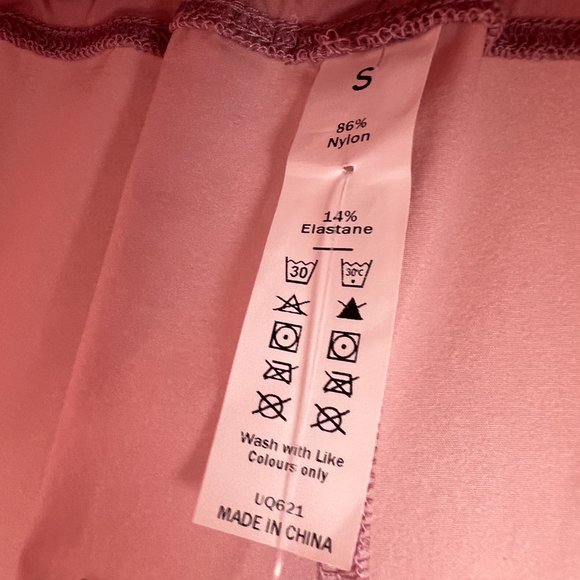 S
86%
Nylon
14%
Elastane
30 30°C
Wash with Like
Colours only
UQ621
MADE IN CHINA